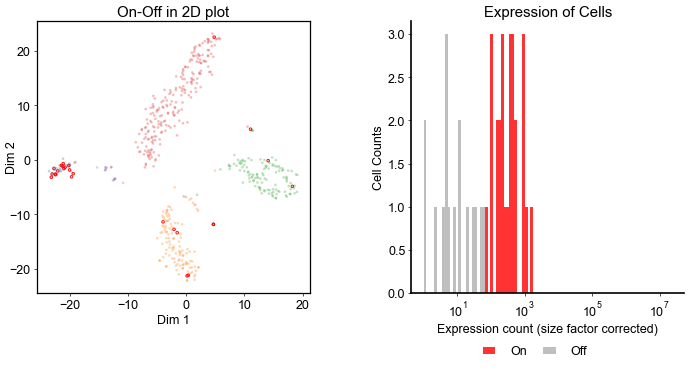 On-Off in 2D plot
Dim 2
20
10
0
−10
−20
−20
−10
0
10
20
Dim 1
Expression of Cells
Cell Counts
3.0
2.5
2.0
1.5
1.0
0.5
0.0
10¹
10³
10⁵
10⁷
Expression count (size factor corrected)
On
Off